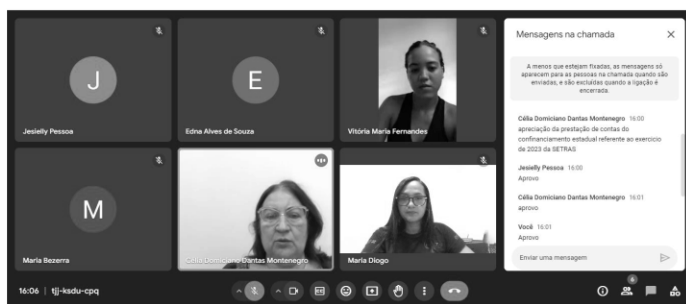 J
Jesielly Pessoa
E
Edna Alves de Souza
Vitória Maria Fernandes
M
Maria Bezerra
Célia Domiciano Dantas Montenegro
Maria Diogo
Mensagens na chamada
A menos que estejam fixadas, as mensagens só
aparecem para as pessoas na chamada quando são
enviadas, e são excluídas quando a ligação é
encerrada.
Célia Domiciano Dantas Montenegro 16:00
apreciação da prestação de contas do
confinanciamento estadual referente ao exercicio
de 2023 da SETRAS
Jesielly Pessoa 16:00
Aprovo
Célia Domiciano Dantas Montenegro 16:01
aprovo
Você 16:01
Aprovo
Enviar uma mensagem
16:06 | tjj-ksdu-cpq
6